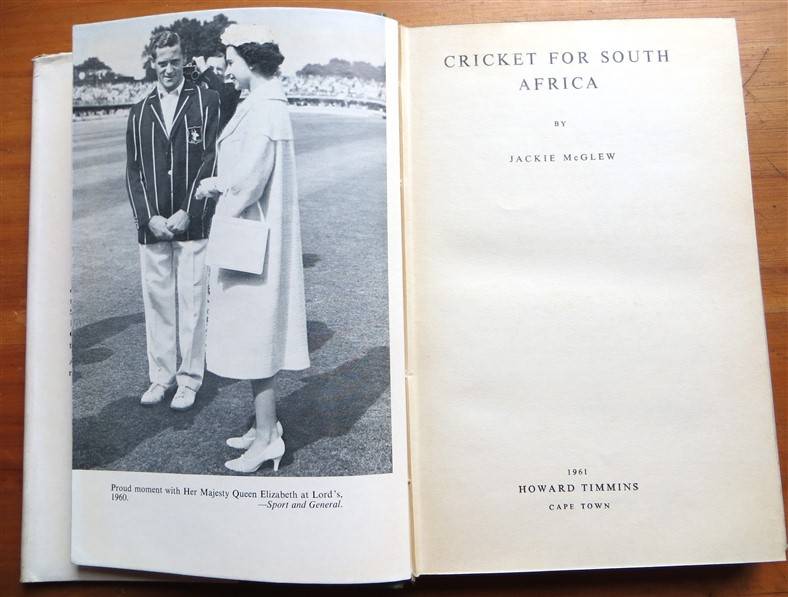 Proud moment with Her Majesty Queen Elizabeth at Lord's,
1960.
—Sport and General.
CRICKET FOR SOUTH
AFRICA
BY
JACKIE McGLEW
1961
HOWARD TIMMINS
CAPE TOWN